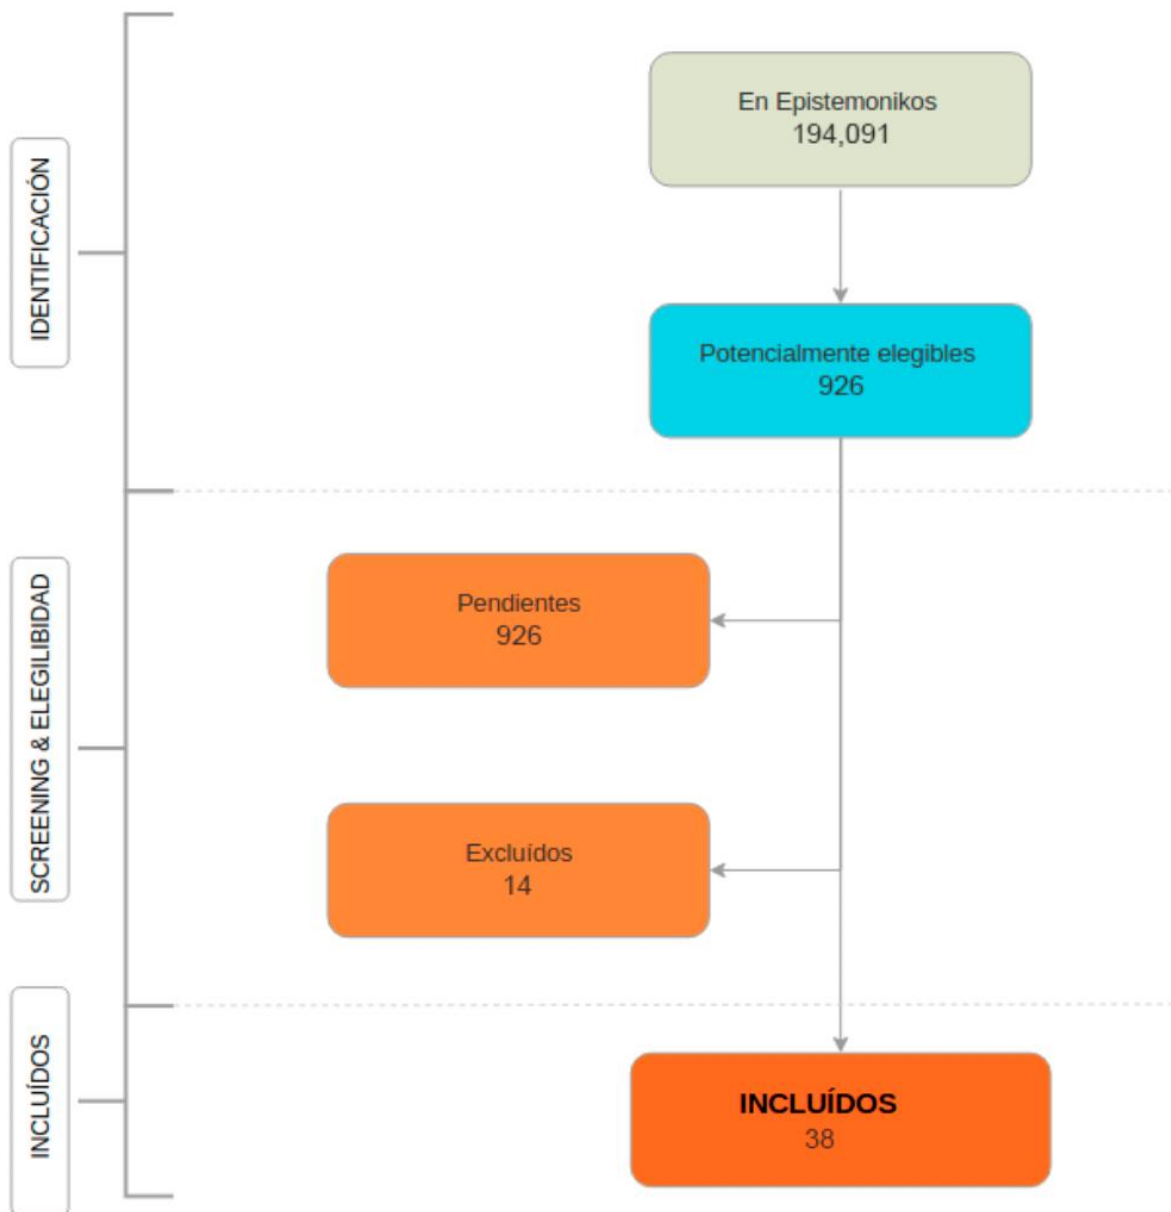 IDENTIFICACIÓN
En Epistemonikos
194,091
Potencialmente elegibles
926
SCREENING & ELEGILIBIDAD
Pendientes
926
Excluídos
14
INCLUÍDOS
INCLUÍDOS
38